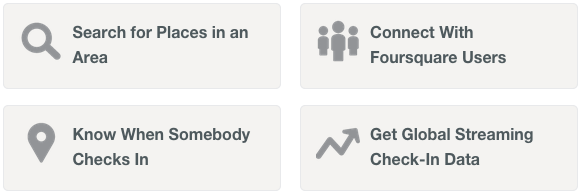 Search for Places in an
Area
Connect With
Foursquare Users
Know When Somebody
Checks In
Get Global Streaming
Check-In Data